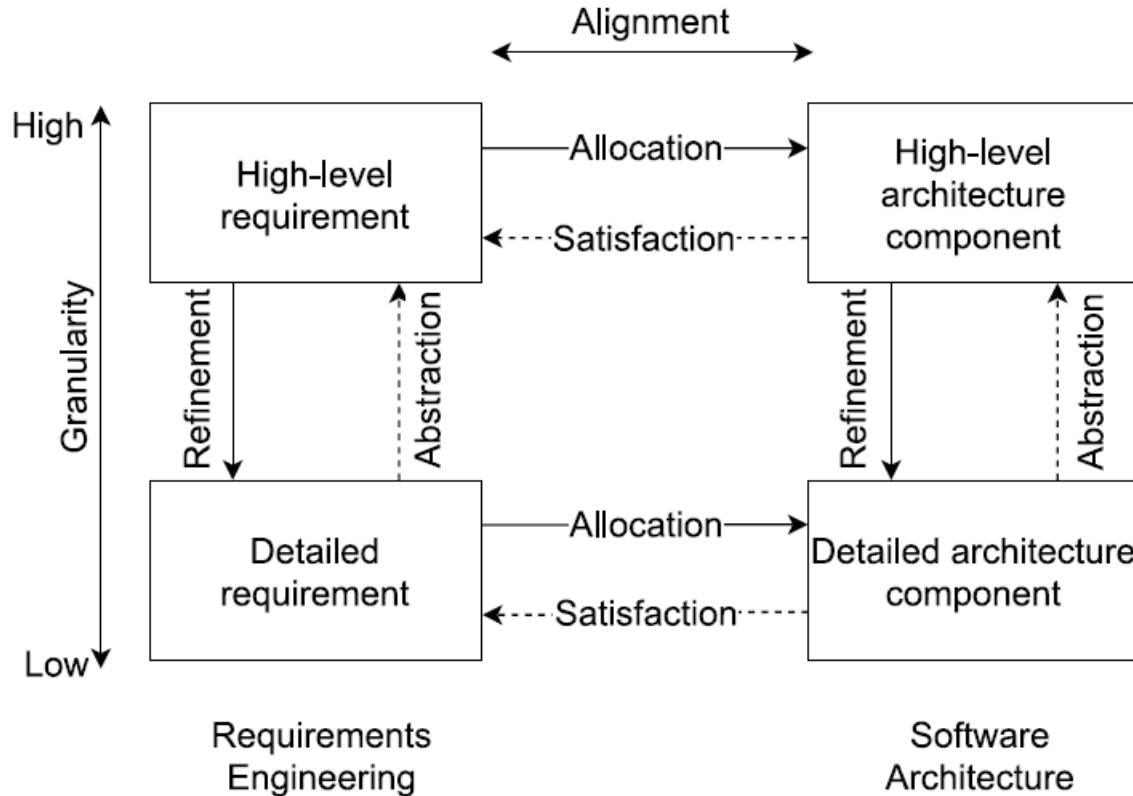 Alignment
High
High-level
requirement
Allocation
Satisfaction
High-level
architecture
component
Granularity
Refinement
Abstraction
Refinement
Abstraction
Detailed
requirement
Allocation
Satisfaction
Detailed architecture
component
Low
Requirements
Engineering
Software
Architecture